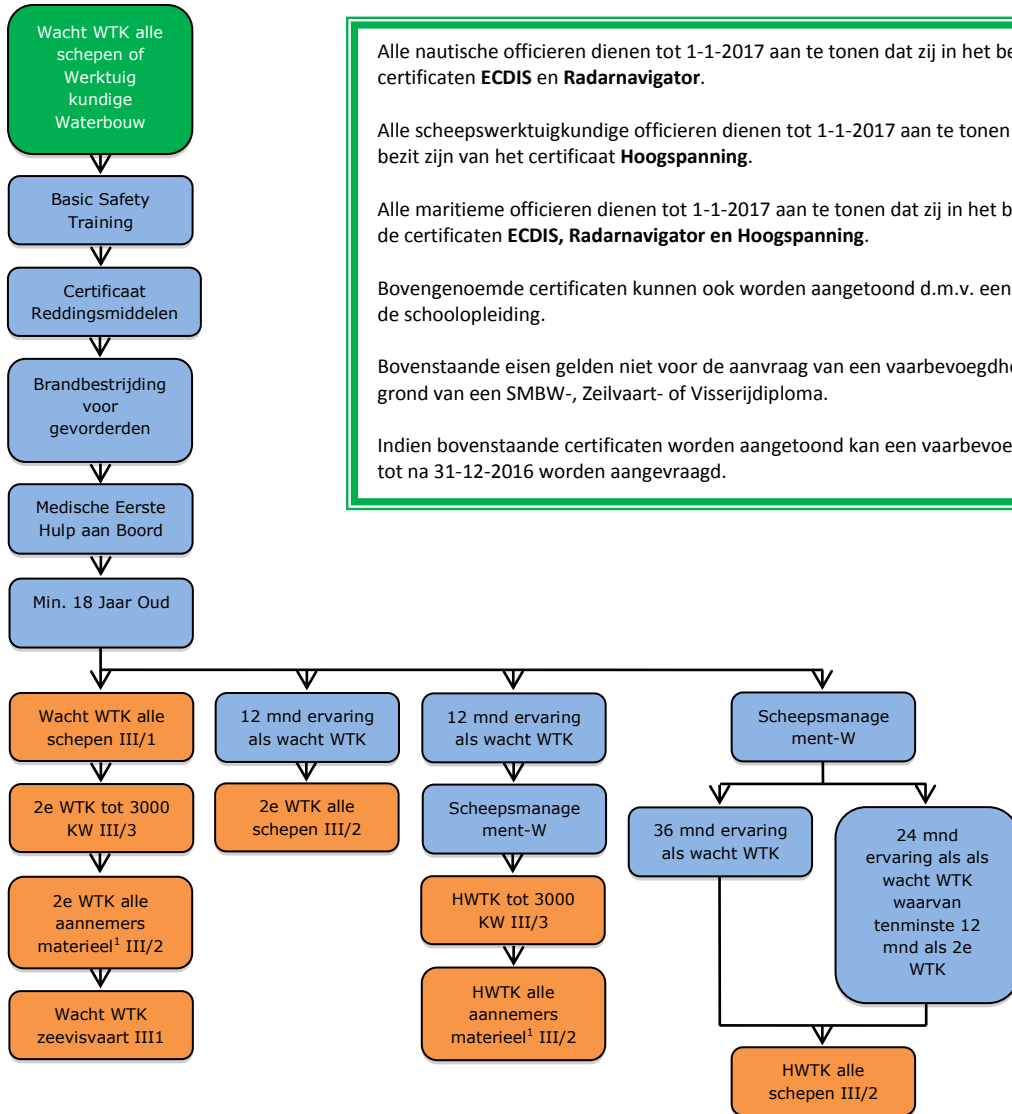 Wacht WTK alle
schepen of
Werktuig
kundige
Waterbouw
Basic Safety
Training
Certificaat
Reddingsmiddelen
Brandbestrijding
voor
gevorderden
Medische Eerste
Hulp aan Boord
Min. 18 Jaar Oud
Alle nautische officieren dienen tot 1-1-2017 aan te tonen dat zij in het be
certificaten ECDIS en Radarnavigator.
Alle scheepswerktuigkundige officieren dienen tot 1-1-2017 aan te tonen
bezit zijn van het certificaat Hoogspanning.
Alle maritieme officieren dienen tot 1-1-2017 aan te tonen dat zij in het b
de certificaten ECDIS, Radarnavigator en Hoogspanning.
Bovengenoemde certificaten kunnen ook worden aangetoond d.m.v. een
de schoolopleiding.
Bovenstaande eisen gelden niet voor de aanvraag van een vaarbevoegdhe
grond van een SMBW-, Zeilvaart- of Visserijdiploma.
Indien bovenstaande certificaten worden aangetoond kan een vaarbevoe
tot na 31-12-2016 worden aangevraagd.
Wacht WTK alle
schepen III/1
2e WTK tot 3000
KW III/3
2e WTK alle
aannemers
materieel¹ III/2
Wacht WTK
zeevisvaart III1
12 mnd ervaring
als wacht WTK
2e WTK alle
schepen III/2
12 mnd ervaring
als wacht WTK
Scheepsmanage
ment-W
HWTK tot 3000
KW III/3
HWTK alle
aannemers
materieel¹ III/2
Scheepsmanage
ment-W
36 mnd ervaring
als wacht WTK
24 mnd
ervaring als als
wacht WTK
waarvan
tenminste 12
mnd als 2e
WTK
HWTK alle
schepen III/2